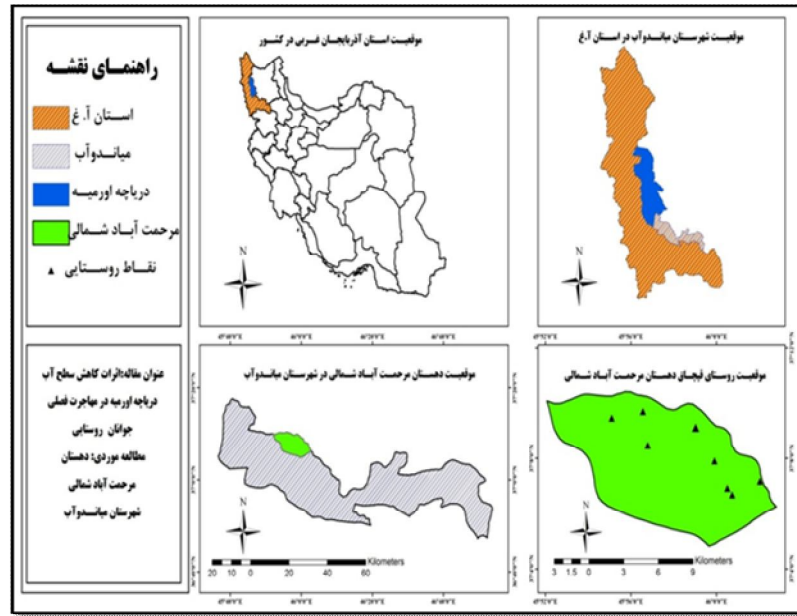 راهنمای نقشه
استان آ. غ
میاندوآب
دریاچه اورمیه
مرحمت آباد شمالی
نقاط روستایی
موقعیت استان آذربایجان غربی در کشور
N
موقعیت شهرستان میاندوآب در استان آ.غ
N
عنوان مقاله:اثرات کاهش سطح آب
دریاچه اورمیه در مهاجرت فصلی
جوانان روستایی
مطالعه موردی: دهستان
مرحمت آباد شمالی
شهرستان میاندوآب
موقعیت دهستان مرحمت آباد شمالی در شهرستان میاندوآب
N
Kilometers
20 10 0 20 40 60
موقعیت روستای قپچاق دهستان مرحمت آباد شمالی
N
Kilometers
3 1.5 0 3 6 9